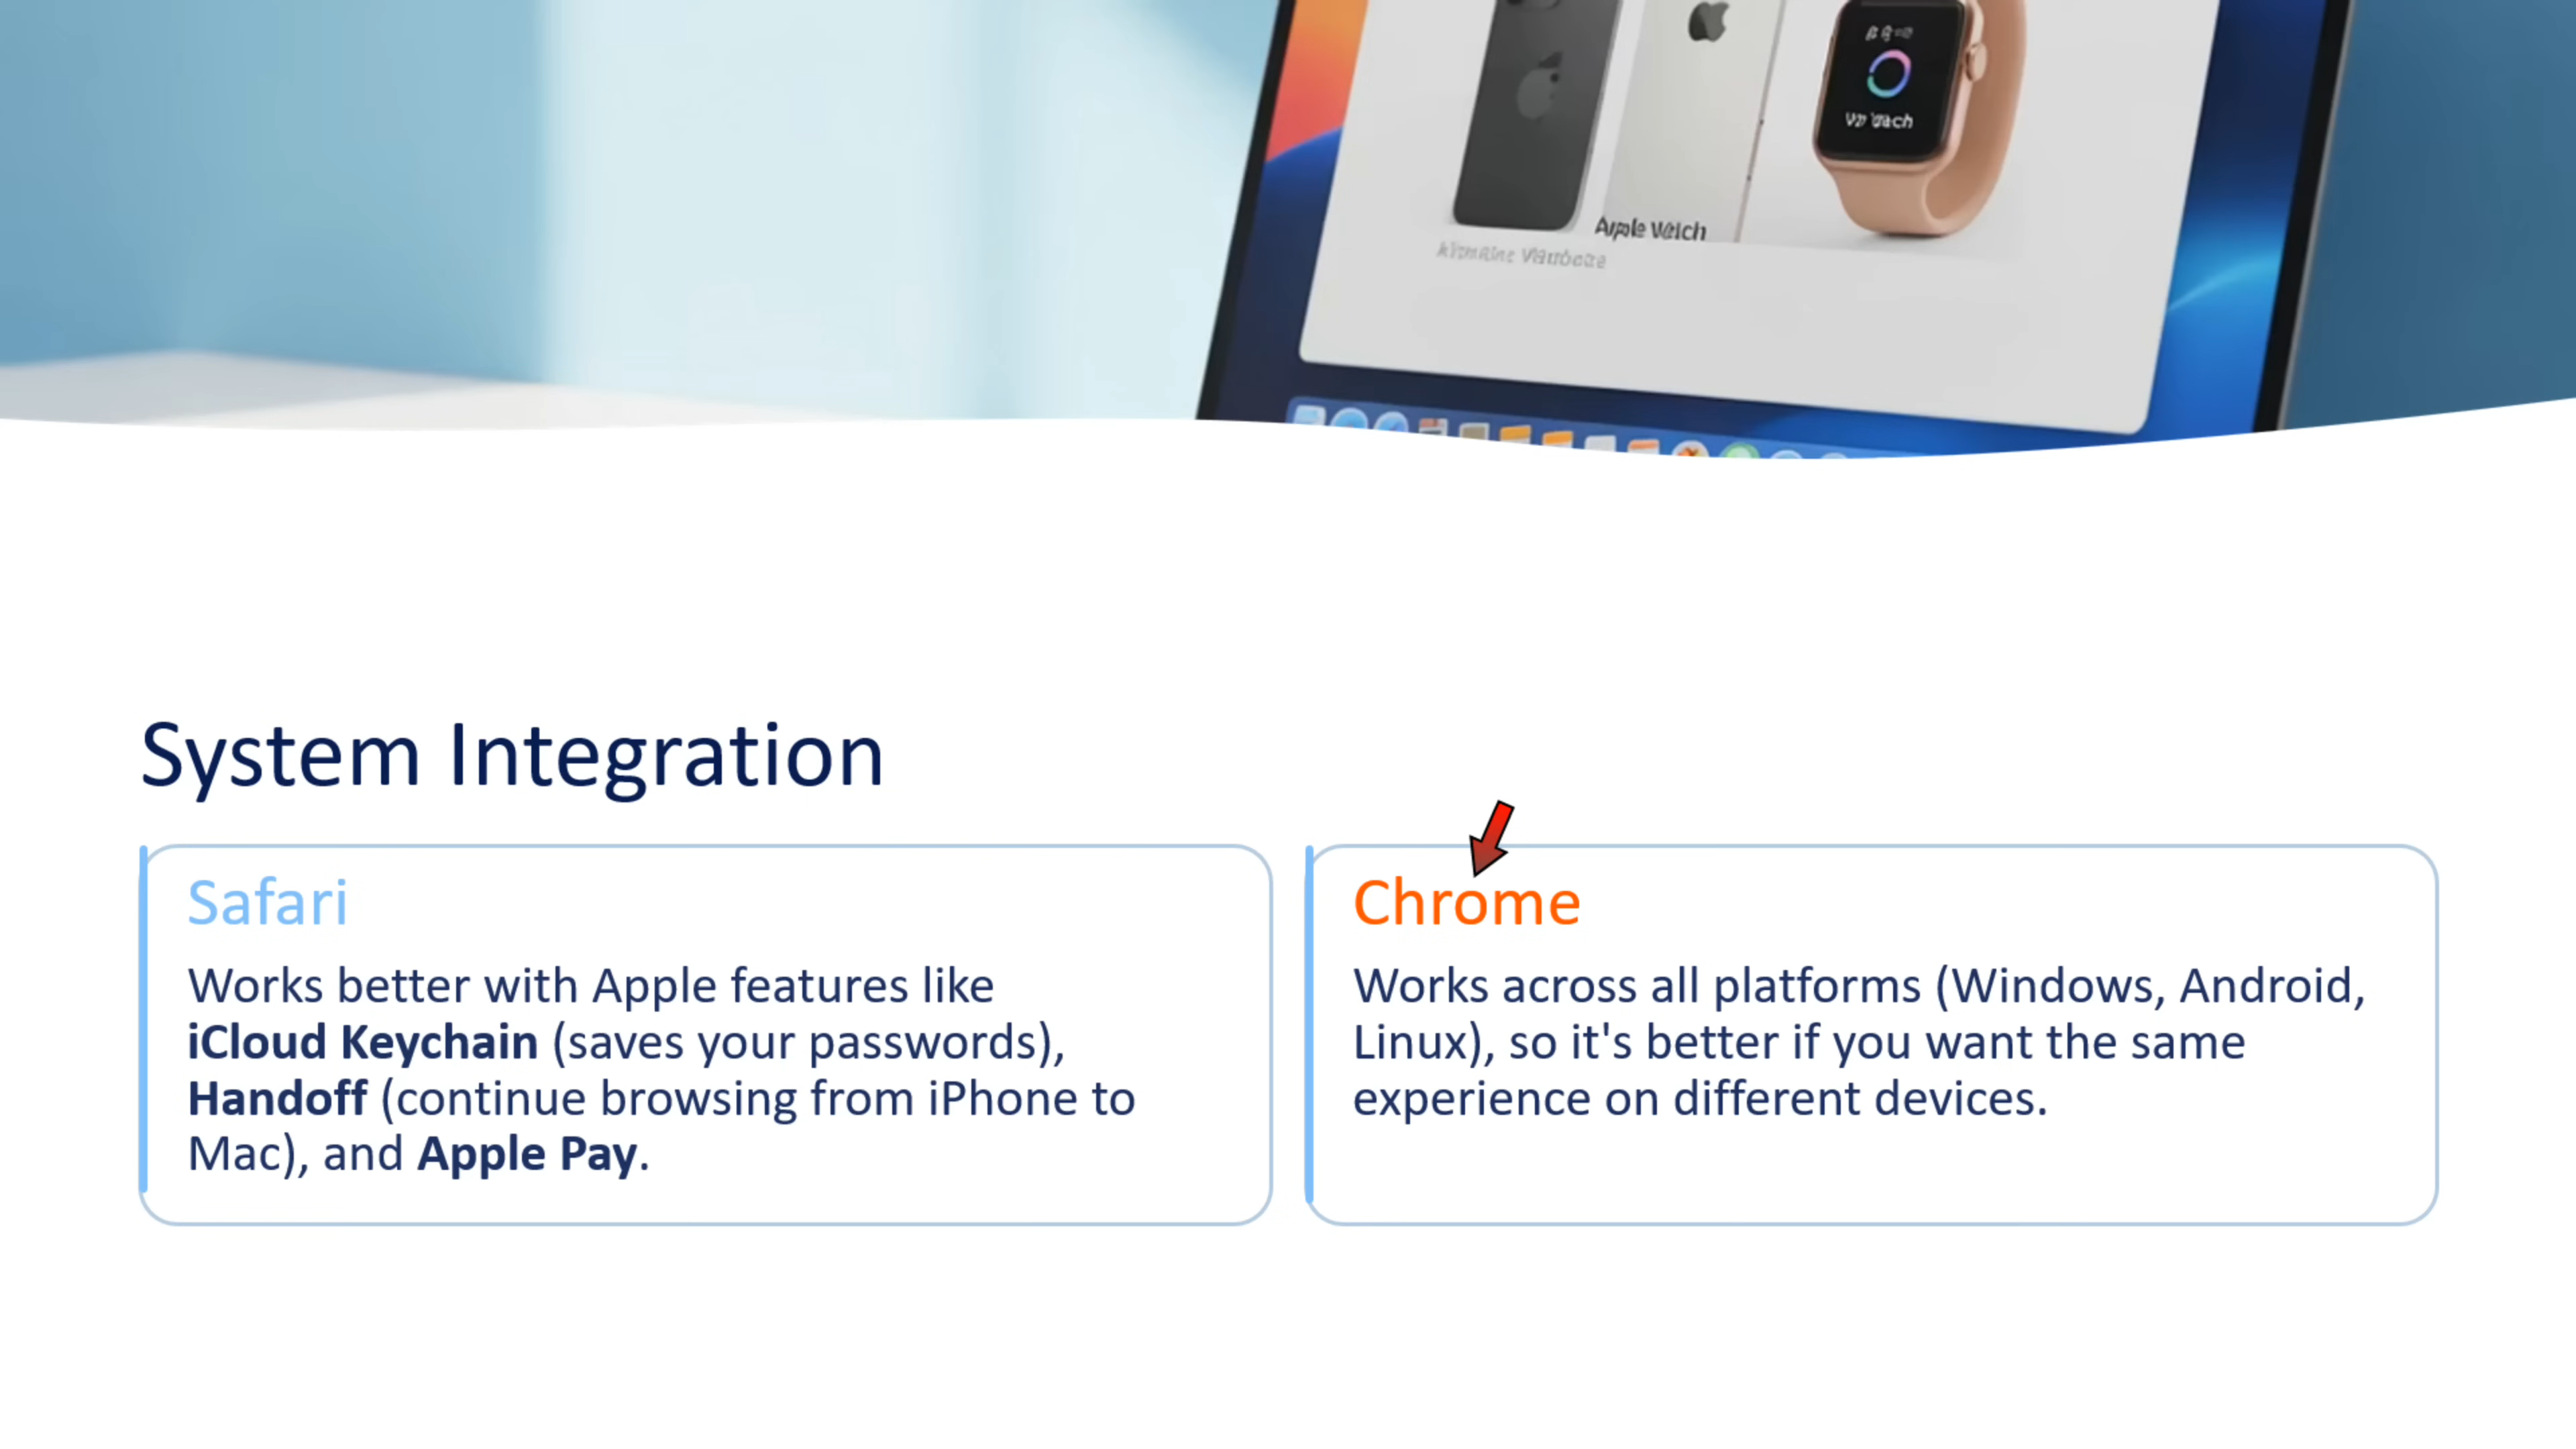 System Integration
Safari
Works better with Apple features like
iCloud Keychain (saves your passwords),
Handoff (continue browsing from iPhone to
Mac), and Apple Pay.
Chrome
Works across all platforms (Windows, Android,
Linux), so it's better if you want the same
experience on different devices.